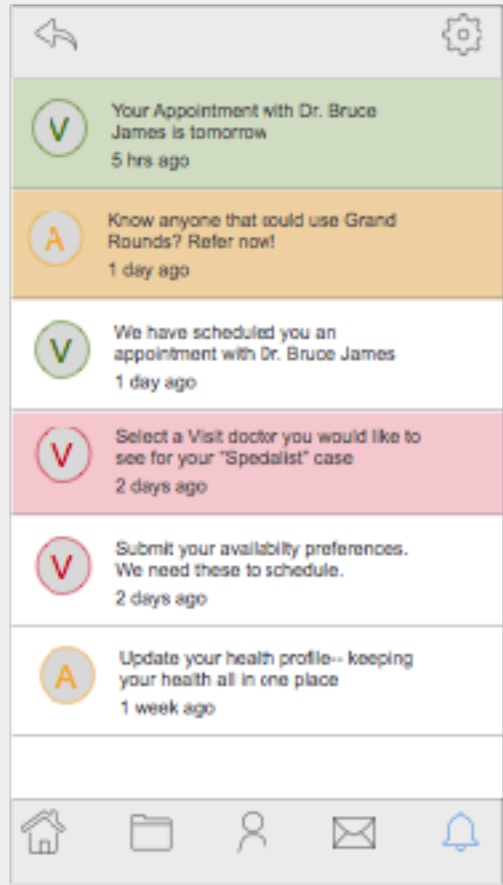 V
Your Appointment with Dr. Bruce
James is tomorrow
5 hrs ago
A
Know anyone that could use Grand
Rounds? Refer now!
1 day ago
V
We have scheduled you an
appointment with Dr. Bruce James
1 day ago
V
Select a Visit doctor you would like to
see for your "Spedalist" case
2 days ago
V
Submit your availabilty preferences.
We need these to schedule.
2 days ago
A
Update your health profile-- keeping
your health all in one place
1 week ago